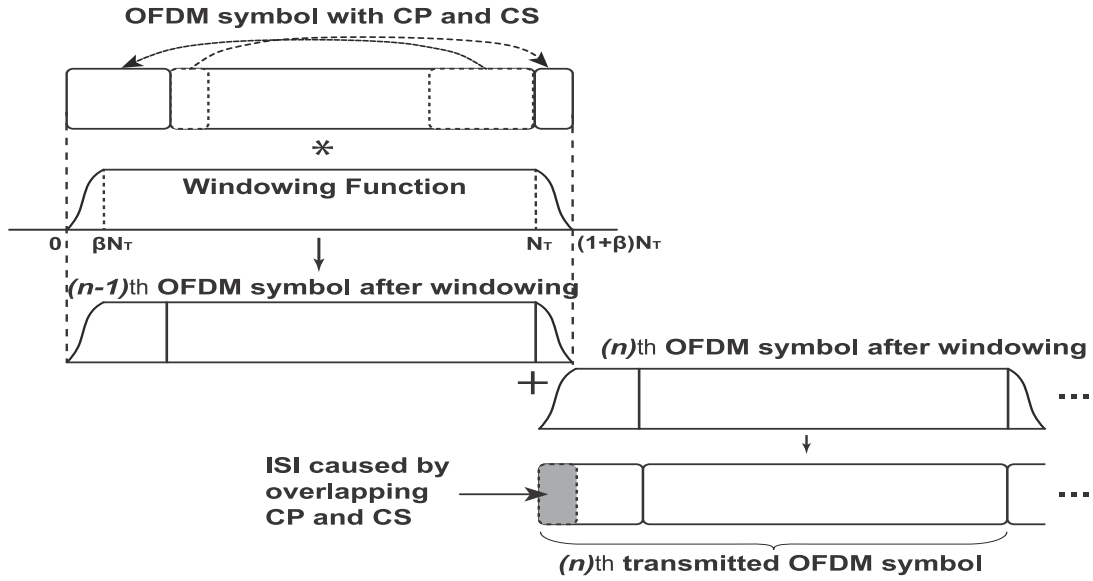 OFDM symbol with CP and CS
*
Windowing Function
0 βN_T N_T (1+β)N_T
(n-1)th OFDM symbol after windowing
(n)th OFDM symbol after windowing
+
...
ISI caused by
overlapping
CP and CS
...
(n)th transmitted OFDM symbol